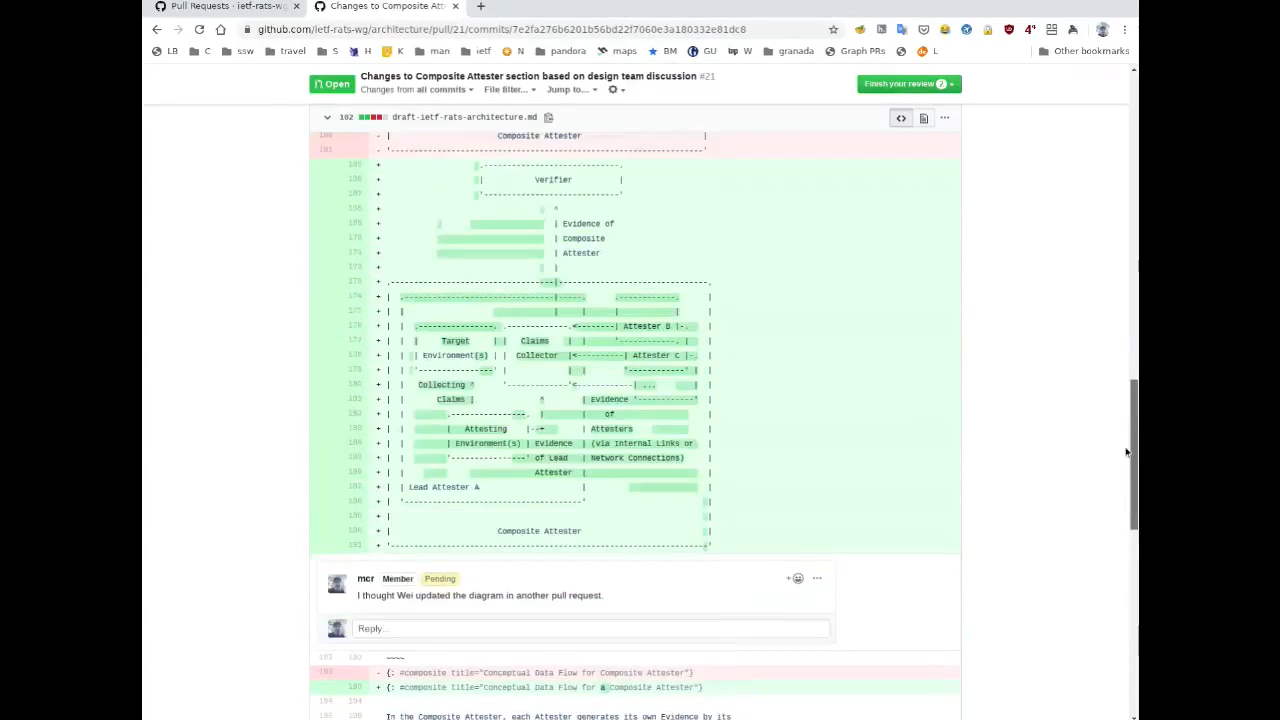 Pull Requests · ietf-rats-wg × Changes to Composite Att × +
github.com/ietf-rats-wg/architecture/pull/21/commits/7e2fa276b6201b56bd22f7060e3a180332e81dc8
LB C ssw travel S H K man ietf N pandora maps BM GU W granada Graph PRs L Other bookmarks
Open Changes to Composite Attester section based on design team discussion #21 Finish your review 2
Changes from all commits File filter... Jump to...
102 draft-ietf-rats-architecture.md
- | Composite Attester |
- '---------------------------------------------------'
+ .-----------------------------.
+ | Verifier |
+ '-----------------------------'
+ ^
+ | Evidence of
+ | Composite
+ | Attester
+ |
+ .----------------------------------|-------------------------------.
+ | .--------------------------------|-----. .------------. |
+ | | | | | | |
+ | | .----------------. .------------.<--------| Attester B |-.
+ | | | Target | | Claims | | '------------. |
+ | | | Environment(s) | | Collector |<---------| Attester C |-.
+ | | '----------------' | | '------------' |
+ | | Collecting ^ '------------'<------------| ... |
+ | | Claims | ^ | Evidence '------------'
+ | | .---------------. | | of
+ | | | Attesting |--+ | Attesters
+ | | | Environment(s) | Evidence | (via Internal Links or
+ | | '---------------' of Lead | Network Connections)
+ | | Attester |
+ | | Lead Attester A |
+ | '--------------------------------------' |
+ | |
+ | Composite Attester |
+ '------------------------------------------------------------------'
mcr Member Pending
I thought Wei updated the diagram in another pull request.
Reply...
~~~~
- {: #composite title="Conceptual Data Flow for Composite Attester"}
+ {: #composite title="Conceptual Data Flow for a Composite Attester"}
In the Composite Attester, each Attester generates its own Evidence by its